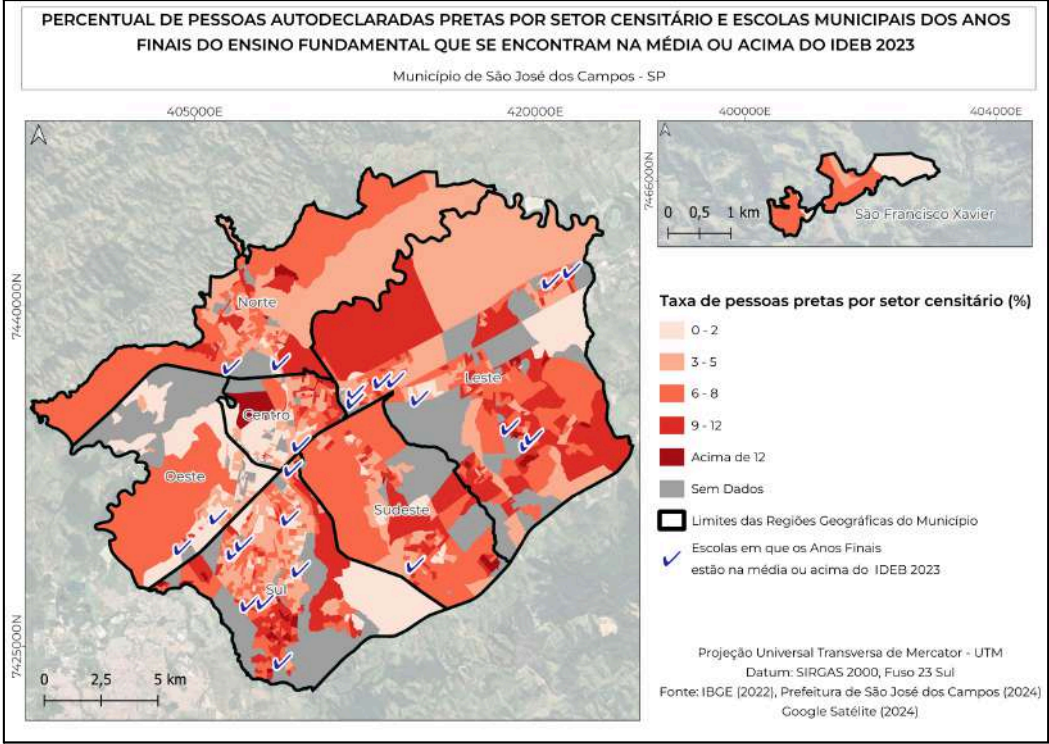 PERCENTUAL DE PESSOAS AUTODECLARADAS PRETAS POR SETOR CENSITÁRIO E ESCOLAS MUNICIPAIS DOS ANOS
FINAIS DO ENSINO FUNDAMENTAL QUE SE ENCONTRAM NA MÉDIA OU ACIMA DO IDEB 2023
Município de São José dos Campos - SP
405000E
420000E
7440000N
7425000N
Norte
Centro
Leste
Oeste
Sudeste
Sul
0 2,5 5 km
400000E
404000E
7466000N
0 0,5 1 km
São Francisco Xavier
Taxa de pessoas pretas por setor censitário (%)
0 - 2
3 - 5
6 - 8
9 - 12
Acima de 12
Sem Dados
Limites das Regiões Geográficas do Município
Escolas em que os Anos Finais
estão na média ou acima do IDEB 2023
Projeção Universal Transversa de Mercator - UTM
Datum: SIRGAS 2000, Fuso 23 Sul
Fonte: IBGE (2022), Prefeitura de São José dos Campos (2024)
Google Satélite (2024)